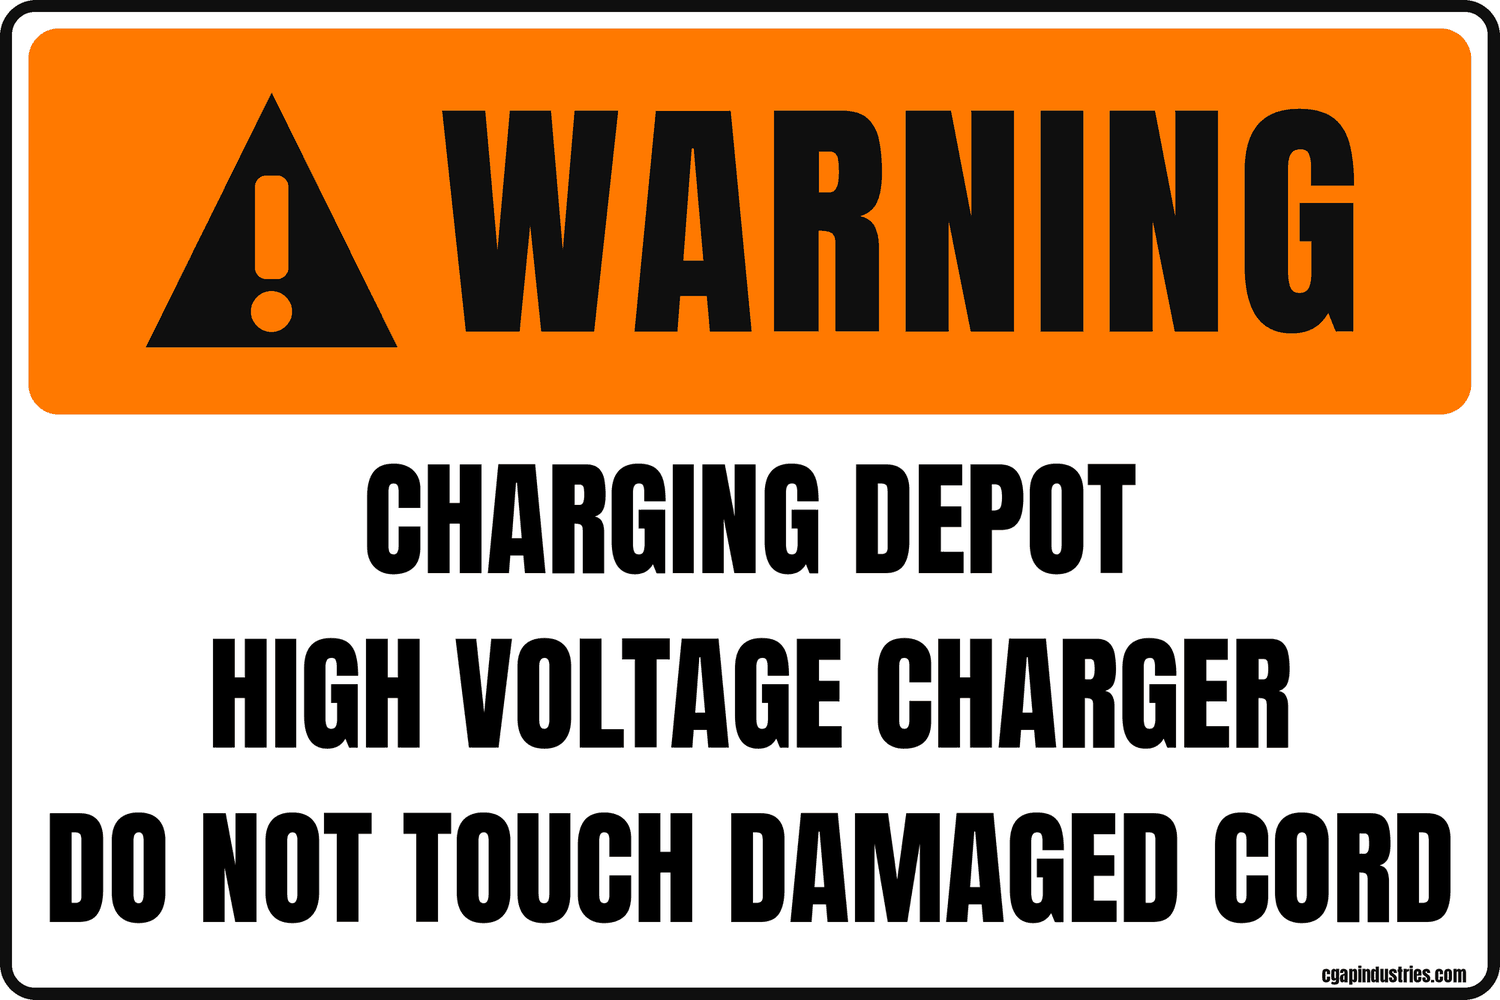 WARNING
CHARGING DEPOT
HIGH VOLTAGE CHARGER
DO NOT TOUCH DAMAGED CORD
cgapindustries.com